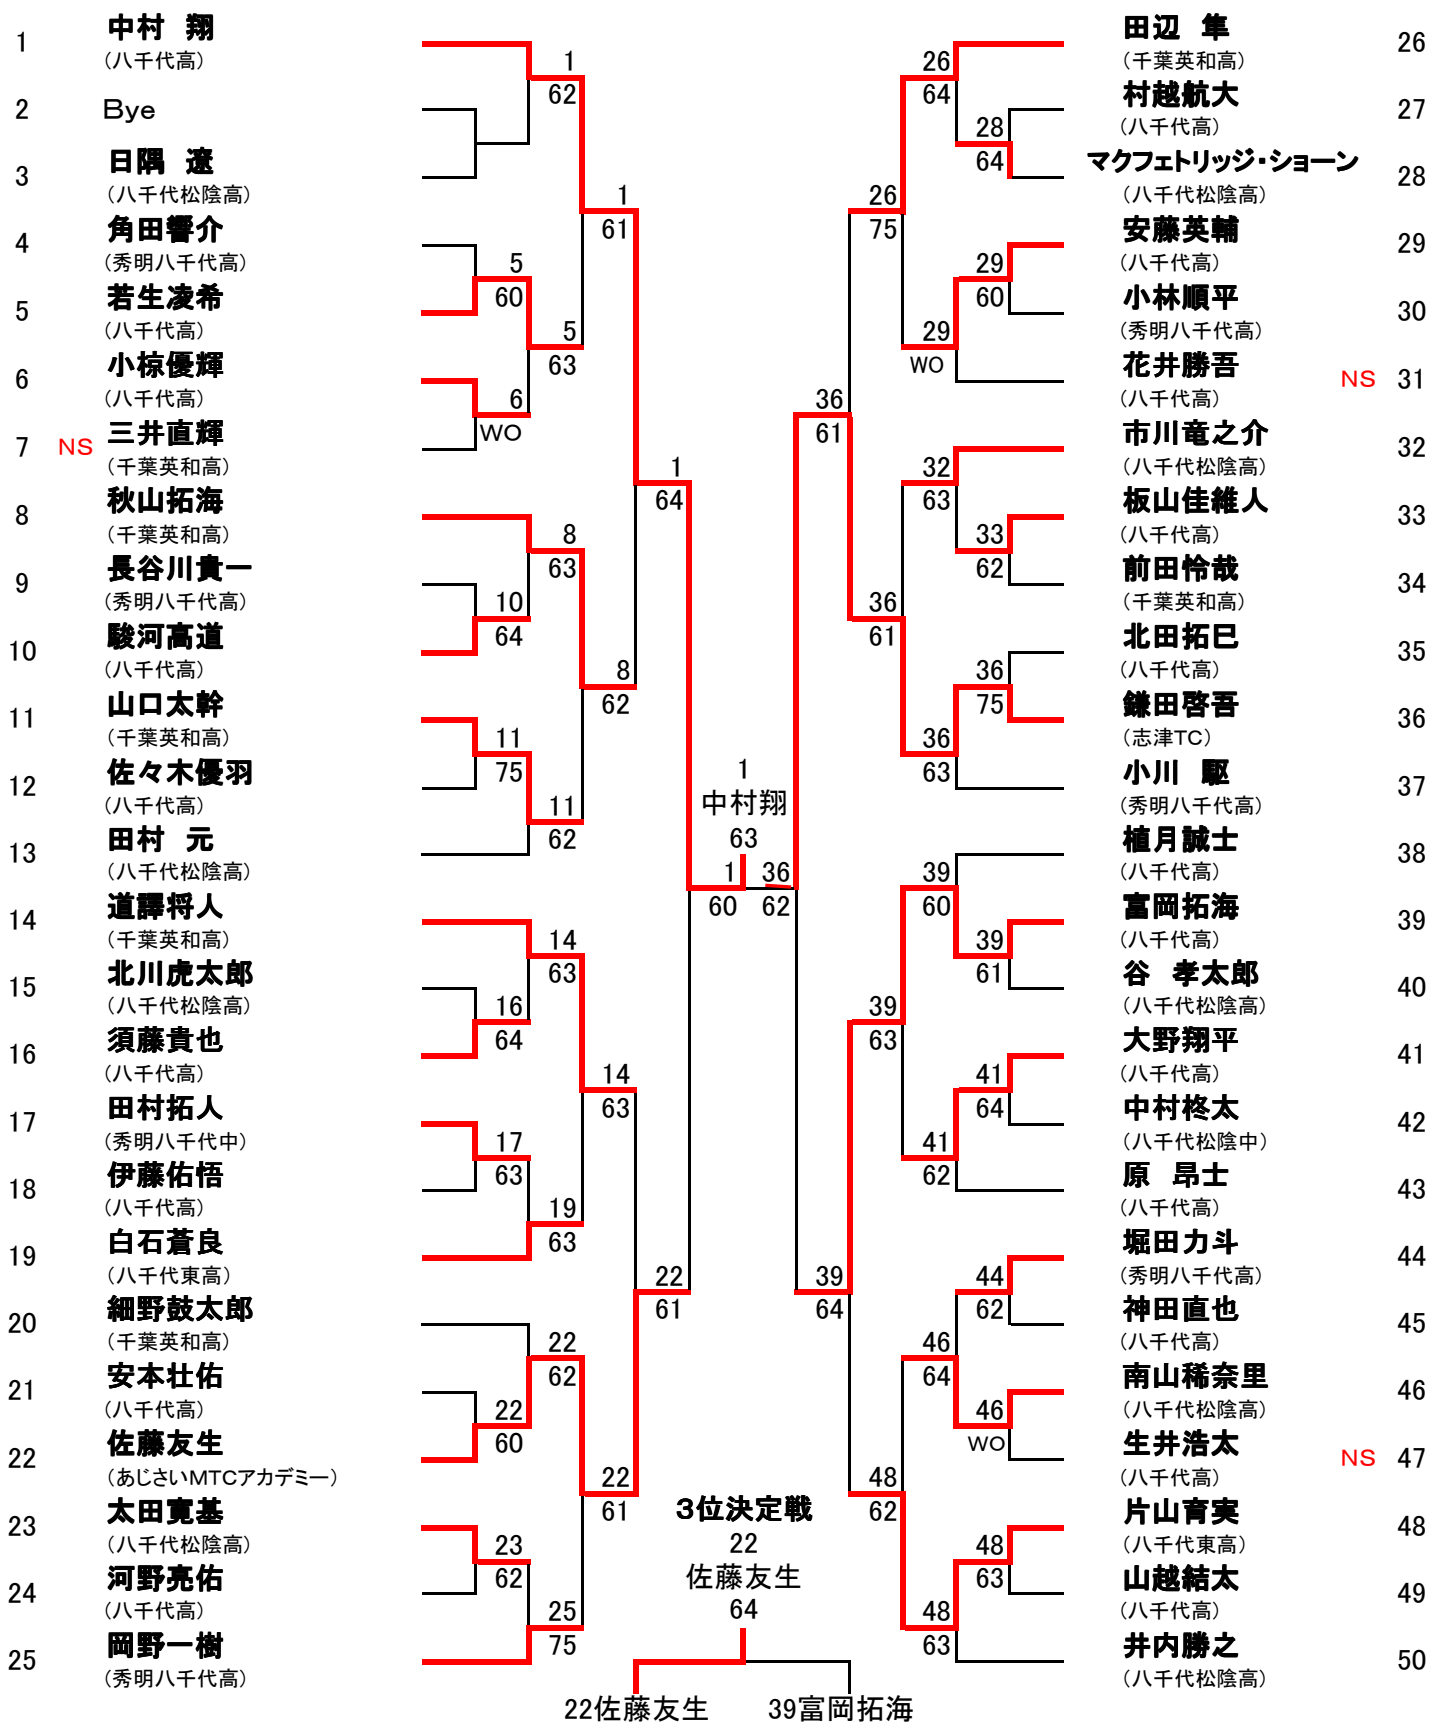 1 中村 翔
(八千代高)
2 Bye
3 日隅 遼
(八千代松陰高)
4 角田響介
(秀明八千代高)
5 若生凌希
(八千代高)
6 小椋優輝
(八千代高)
7 NS 三井直輝
(千葉英和高)
8 秋山拓海
(千葉英和高)
9 長谷川貴一
(秀明八千代高)
10 駿河高道
(八千代高)
11 山口太幹
(千葉英和高)
12 佐々木優羽
(八千代高)
13 田村 元
(八千代松陰高)
14 道譯将人
(千葉英和高)
15 北川虎太郎
(八千代松陰高)
16 須藤貴也
(八千代高)
17 田村拓人
(秀明八千代中)
18 伊藤佑悟
(八千代高)
19 白石蒼良
(八千代東高)
20 細野鼓太郎
(千葉英和高)
21 安本壮佑
(八千代高)
22 佐藤友生
(あじさいMTCアカデミー)
23 太田寛基
(八千代松陰高)
24 河野亮佑
(八千代高)
25 岡野一樹
(秀明八千代高)
5
60
6
WO
10
64
11
75
16
64
17
63
22
60
23
62
1
62
5
63
8
63
11
62
14
63
19
63
22
62
25
75
1
61
8
62
14
63
22
61
1
64
22
61
1
60
1
中村翔
63
36
62
36
61
39
64
26
75
36
61
39
63
48
62
26
64
29
WO
32
63
36
63
39
60
41
62
46
64
48
63
28
64
29
60
33
62
36
75
39
61
41
64
44
62
46
WO
48
63
田辺 隼 26
(千葉英和高)
村越航大 27
(八千代高)
マクフェトリッジ・ショーン 28
(八千代松陰高)
安藤英輔 29
(八千代高)
小林順平 30
(秀明八千代高)
花井勝吾 NS 31
(八千代高)
市川竜之介 32
(八千代松陰高)
板山佳維人 33
(八千代高)
前田怜哉 34
(千葉英和高)
北田拓巳 35
(八千代高)
鎌田啓吾 36
(志津TC)
小川 駆 37
(秀明八千代高)
植月誠士 38
(八千代高)
富岡拓海 39
(八千代高)
谷 孝太郎 40
(八千代松陰高)
大野翔平 41
(八千代高)
中村柊太 42
(八千代松陰中)
原 昂士 43
(八千代高)
堀田力斗 44
(秀明八千代高)
神田直也 45
(八千代高)
南山稀奈里 46
(八千代松陰高)
生井浩太 NS 47
(八千代高)
片山育実 48
(八千代東高)
山越結太 49
(八千代高)
井内勝之 50
(八千代松陰高)
3位決定戦
22
佐藤友生
64
22佐藤友生 39富岡拓海